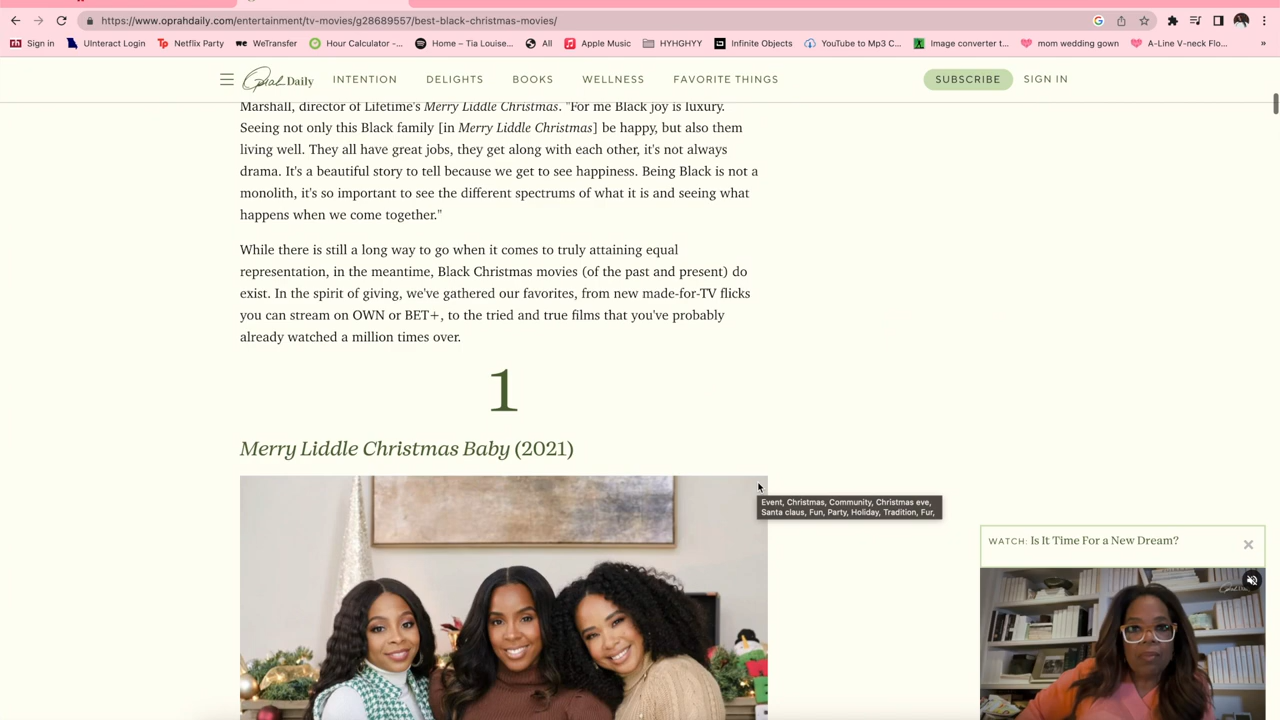 https://www.oprahdaily.com/entertainment/tv-movies/g28689557/best-black-christmas-movies/
Sign in UInteract Login Netflix Party WeTransfer Hour Calculator -... Home – Tia Louise... All Apple Music HYHGHYY Infinite Objects YouTube to Mp3 C... Image converter t... mom wedding gown A-Line V-neck Flo... »
Oprah Daily INTENTION DELIGHTS BOOKS WELLNESS FAVORITE THINGS SUBSCRIBE SIGN IN
Marshall, director of Lifetime's Merry Liddle Christmas. "For me Black joy is luxury.
Seeing not only this Black family [in Merry Liddle Christmas] be happy, but also them
living well. They all have great jobs, they get along with each other, it's not always
drama. It's a beautiful story to tell because we get to see happiness. Being Black is not a
monolith, it's so important to see the different spectrums of what it is and seeing what
happens when we come together."
While there is still a long way to go when it comes to truly attaining equal
representation, in the meantime, Black Christmas movies (of the past and present) do
exist. In the spirit of giving, we've gathered our favorites, from new made-for-TV flicks
you can stream on OWN or BET+, to the tried and true films that you've probably
already watched a million times over.
1
Merry Liddle Christmas Baby (2021)
Event, Christmas, Community, Christmas eve,
Santa claus, Fun, Party, Holiday, Tradition, Fur,
WATCH: Is It Time For a New Dream?